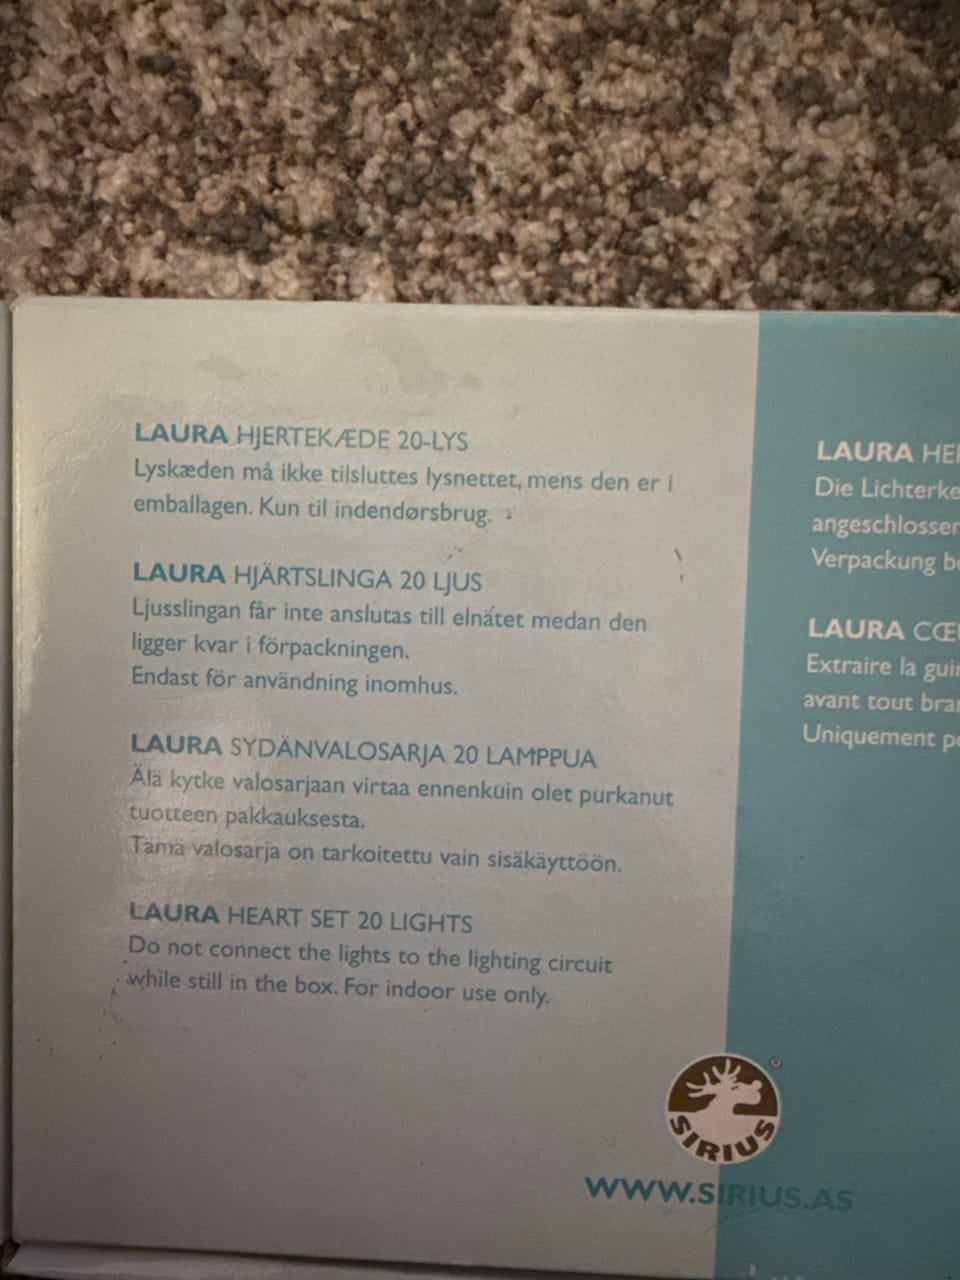 LAURA HJERTEKÆDE 20-LYS
Lyskæden må ikke tilsluttes lysnettet, mens den er i
emballagen. Kun til indendørsbrug.
LAURA HJÄRTSLINGA 20 LJUS
Ljusslingan får inte anslutas till elnätet medan den
ligger kvar i förpackningen.
Endast för användning inomhus.
LAURA SYDÄNVALOSARJA 20 LAMPPUA
Älä kytke valosarjaan virtaa ennenkuin olet purkanut
tuotteen pakkauksesta.
Tämä valosarja on tarkoitettu vain sisäkäyttöön.
LAURA HEART SET 20 LIGHTS
Do not connect the lights to the lighting circuit
while still in the box. For indoor use only.
LAURA
Die
angeschlossen
Verpackung
LAURA
Extraire la
avant tout
Uniquement
®
SIRIUS
WWW.SIRIUS.AS